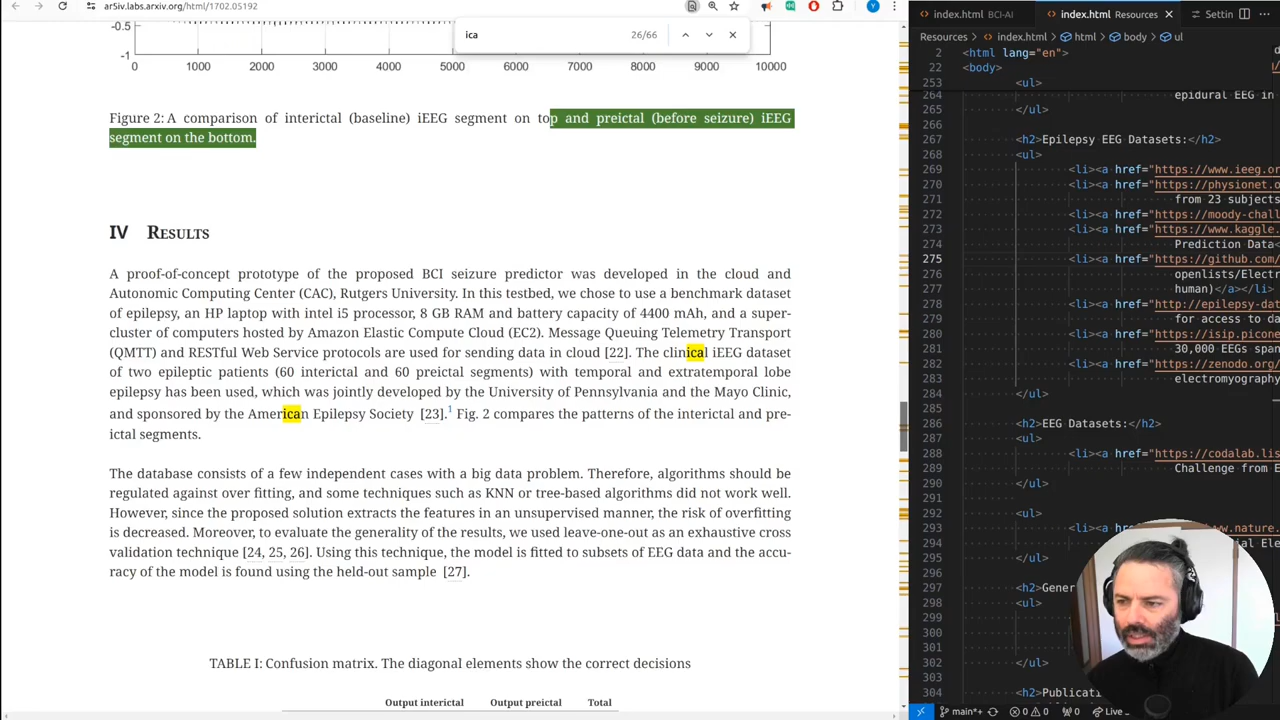 arXiv.labs.arxiv.org/html/1702.05192
ica
26/66
-0.5
-1
0 1000 2000 3000 4000 5000 6000 7000 8000 9000 10000
Figure 2: A comparison of interictal (baseline) iEEG segment on top and preictal (before seizure) iEEG
segment on the bottom.
IV Results
A proof-of-concept prototype of the proposed BCI seizure predictor was developed in the cloud and
Autonomic Computing Center (CAC), Rutgers University. In this testbed, we chose to use a benchmark dataset
of epilepsy, an HP laptop with intel i5 processor, 8 GB RAM and battery capacity of 4400 mAh, and a super-
cluster of computers hosted by Amazon Elastic Compute Cloud (EC2). Message Queuing Telemetry Transport
(QMTT) and RESTful Web Service protocols are used for sending data in cloud [22]. The clinical iEEG dataset
of two epileptic patients (60 interictal and 60 preictal segments) with temporal and extratemporal lobe
epilepsy has been used, which was jointly developed by the University of Pennsylvania and the Mayo Clinic,
and sponsored by the American Epilepsy Society [23].1 Fig. 2 compares the patterns of the interictal and pre-
ictal segments.
The database consists of a few independent cases with a big data problem. Therefore, algorithms should be
regulated against over fitting, and some techniques such as KNN or tree-based algorithms did not work well.
However, since the proposed solution extracts the features in an unsupervised manner, the risk of overfitting
is decreased. Moreover, to evaluate the generality of the results, we used leave-one-out as an exhaustive cross
validation technique [24, 25, 26]. Using this technique, the model is fitted to subsets of EEG data and the accu-
racy of the model is found using the held-out sample [27].
TABLE I: Confusion matrix. The diagonal elements show the correct decisions
Output interictal Output preictal Total
index.html BCI-AI index.html Resources Settin
Resources > index.html > html > body > ul
2 <html lang="en">
22 <body>
253 <ul>
264 epidural EEG in
265 </ul>
266
267 <h2>Epilepsy EEG Datasets:</h2>
268 <ul>
269 <li><a href="https://www.ieeg.or
270 <li><a href="https://physionet.o
271 from 23 subjects
272 <li><a href="https://moody-chall
273 <li><a href="https://www.kaggle.
274 Prediction Data<
275 <li><a href="https://github.com/
276 openlists/Electr
277 human)</a></li>
278 <li><a href="http://epilepsy-dat
279 for access to da
280 <li><a href="https://isip.picone
281 30,000 EEGs span
282 <li><a href="https://zenodo.org/
283 electromyography
284 </ul>
285
286 <h2>EEG Datasets:</h2>
287 <ul>
288 <li><a href="https://codalab.lis
289 Challenge from E
290 </ul>
291
292 <ul>
293 <li><a href="https://www.nature.
294
295 </ul>
296
297 <h2>Gener
298 <ul>
299
300
301
302 </ul>
303
304 <h2>Publicati
main* 0 0 0 Live
Y